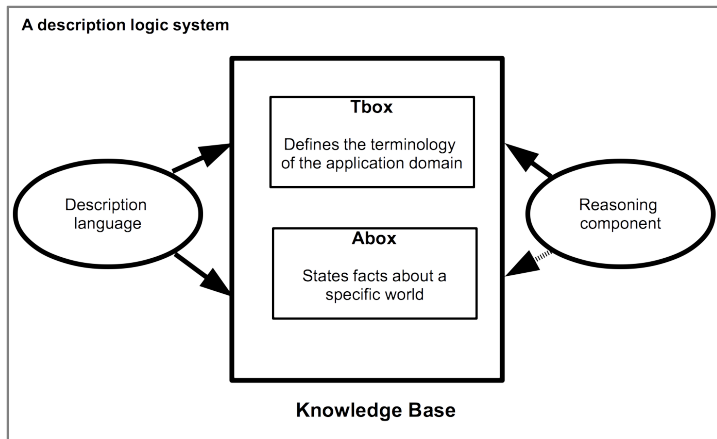 A description logic system
Tbox
Defines the terminology
of the application domain
Description
language
Reasoning
component
Abox
States facts about a
specific world
Knowledge Base